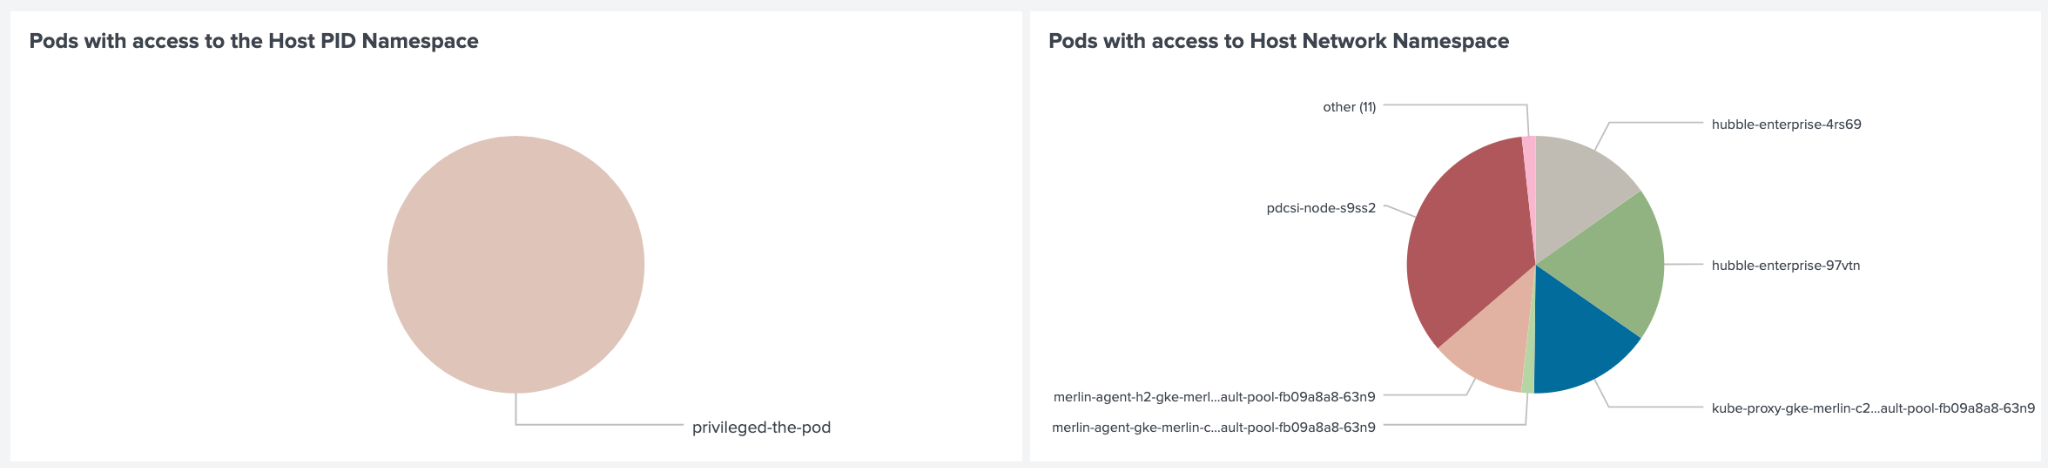 Pods with access to the Host PID Namespace
privileged-the-pod
Pods with access to Host Network Namespace
other (11)
hubble-enterprise-4rs69
pdcsi-node-s9ss2
hubble-enterprise-97vtn
merlin-agent-h2-gke-merl...ault-pool-fb09a8a8-63n9
kube-proxy-gke-merlin-c2...ault-pool-fb09a8a8-63n9
merlin-agent-gke-merlin-c...ault-pool-fb09a8a8-63n9